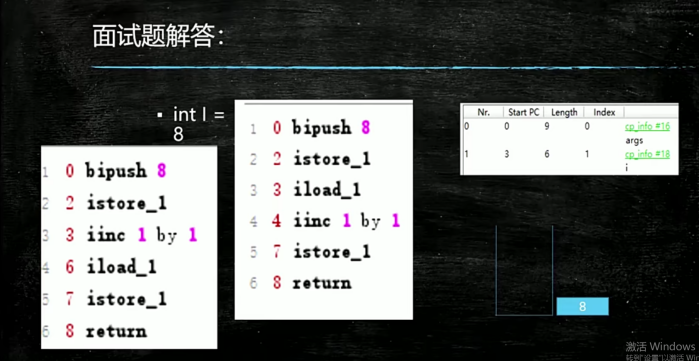 面试题解答：
▪ int I =
8
1 0 bipush 8
2 2 istore_1
3 3 iinc 1 by 1
4 6 iload_1
5 7 istore_1
6 8 return
1 0 bipush 8
2 2 istore_1
3 3 iload_1
4 4 iinc 1 by 1
5 7 istore_1
6 8 return
Nr. Start PC Length Index
0 0 9 0 cp_info #16
args
1 3 6 1 cp_info #18
i
8
激活 Windows
转到"设置"以激活 Win